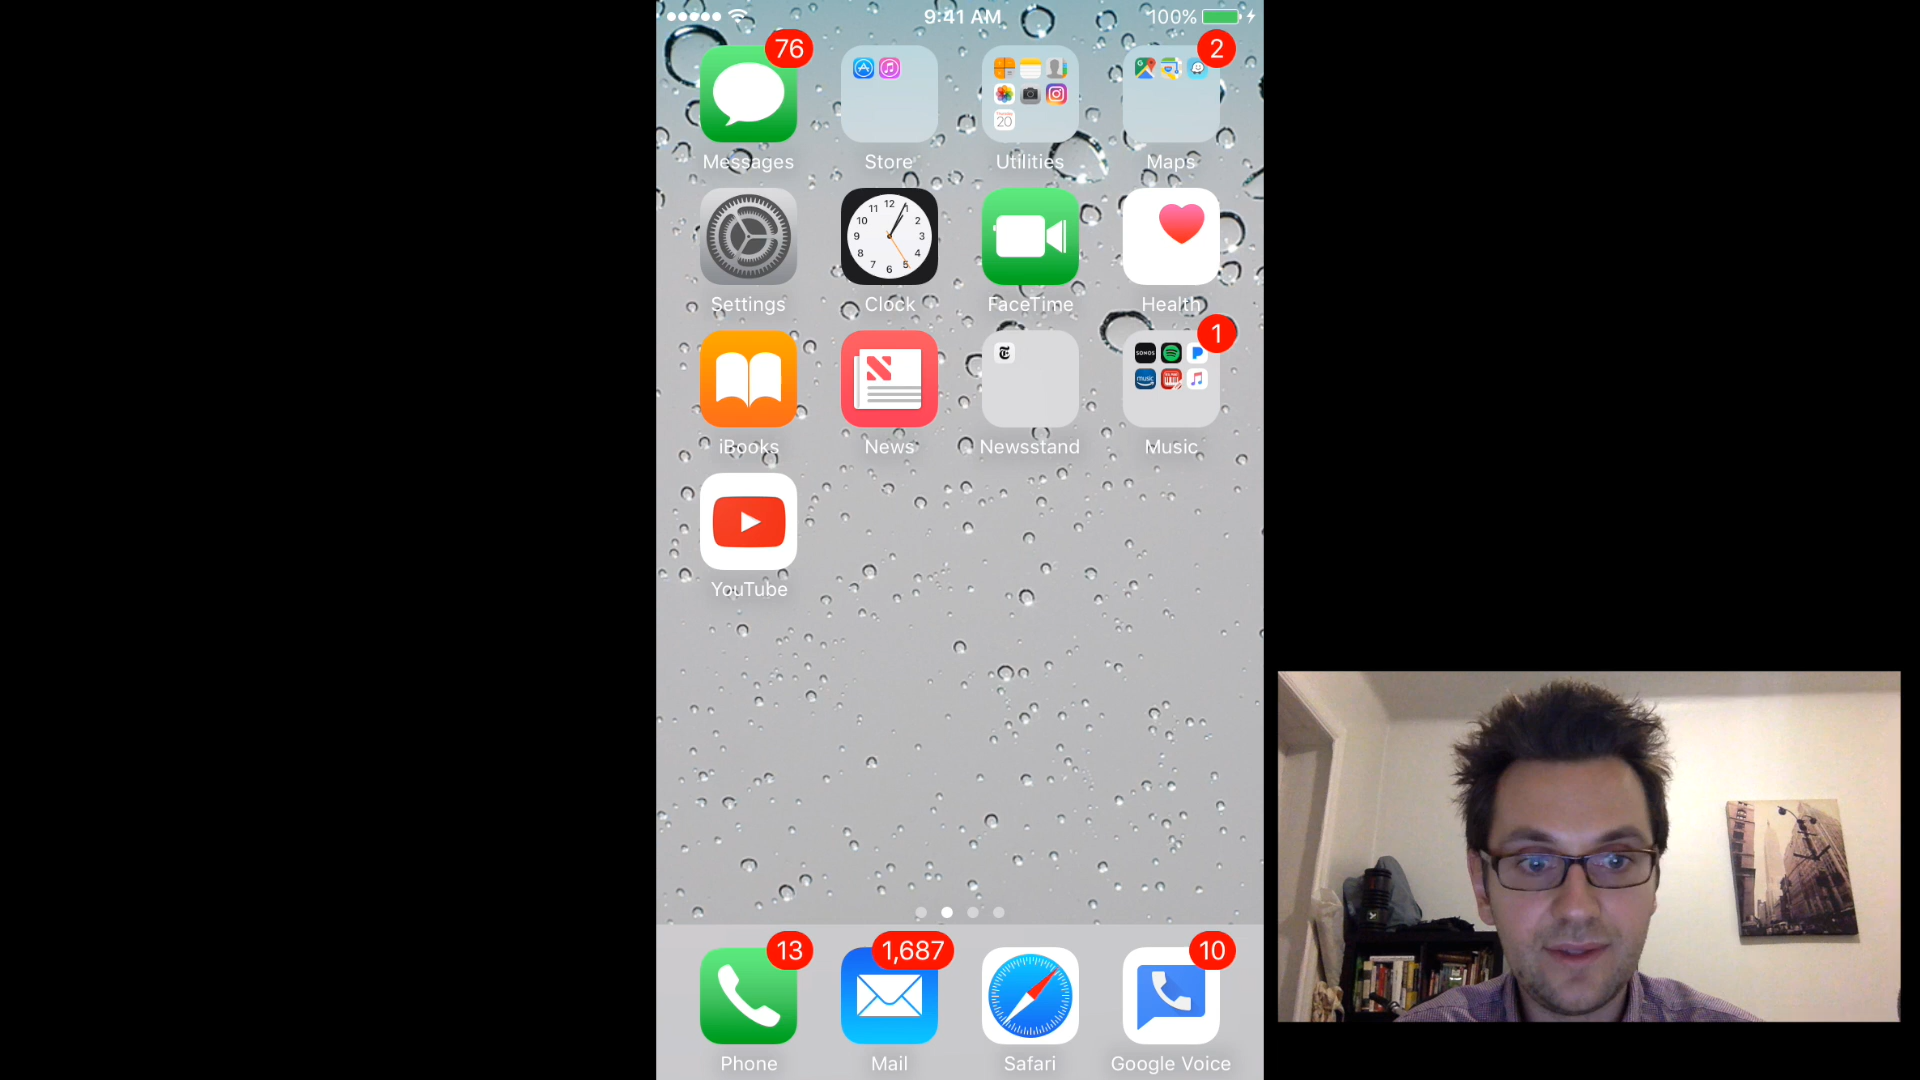 9:41 AM
100%
76
2
Messages
Store
Utilities
Maps
Settings
Clock
FaceTime
Health
1
iBooks
News
Newsstand
Music
YouTube
13
1,687
10
Phone
Mail
Safari
Google Voice